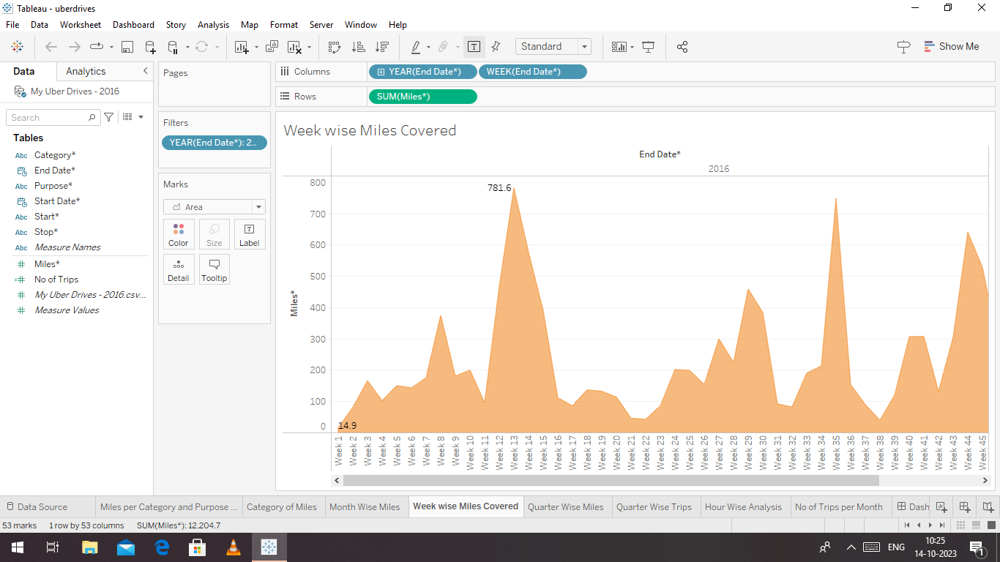 Tableau - uberdrives
File Data Worksheet Dashboard Story Analysis Map Format Server Window Help
Standard
Show Me
Data Analytics
My Uber Drives - 2016
Search
Tables
Abc Category*
End Date*
Abc Purpose*
Start Date*
Abc Start*
Abc Stop*
Abc Measure Names
# Miles*
=# No of Trips
# My Uber Drives - 2016.csv...
# Measure Values
Pages
Filters
YEAR(End Date*): 2..
Marks
Area
Color Size Label
Detail Tooltip
Columns YEAR(End Date*) WEEK(End Date*)
Rows SUM(Miles*)
Week wise Miles Covered
End Date*
2016
Miles*
800
700
600
500
400
300
200
100
0
781.6
14.9
Week 1
Week 2
Week 3
Week 4
Week 5
Week 6
Week 7
Week 8
Week 9
Week 10
Week 11
Week 12
Week 13
Week 14
Week 15
Week 16
Week 17
Week 18
Week 19
Week 20
Week 21
Week 22
Week 23
Week 24
Week 25
Week 26
Week 27
Week 28
Week 29
Week 30
Week 31
Week 32
Week 33
Week 34
Week 35
Week 36
Week 37
Week 38
Week 39
Week 40
Week 41
Week 42
Week 43
Week 44
Week 45
Data Source Miles per Category and Purpose ... Category of Miles Month Wise Miles Week wise Miles Covered Quarter Wise Miles Quarter Wise Trips Hour Wise Analysis No of Trips per Month Dash
53 marks 1 row by 53 columns SUM(Miles*): 12,204.7
ENG
10:25
14-10-2023
1